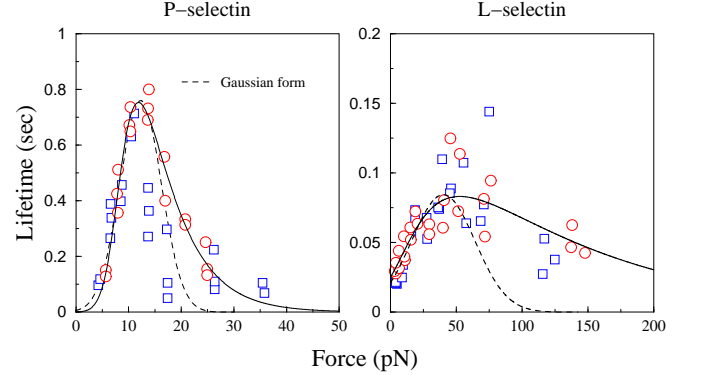 P−selectin
L−selectin
1
0.8
0.6
0.4
0.2
0
Gaussian form
0.2
0.15
0.1
0.05
0
Lifetime (sec)
0 10 20 30 40 50
0 50 100 150 200
Force (pN)